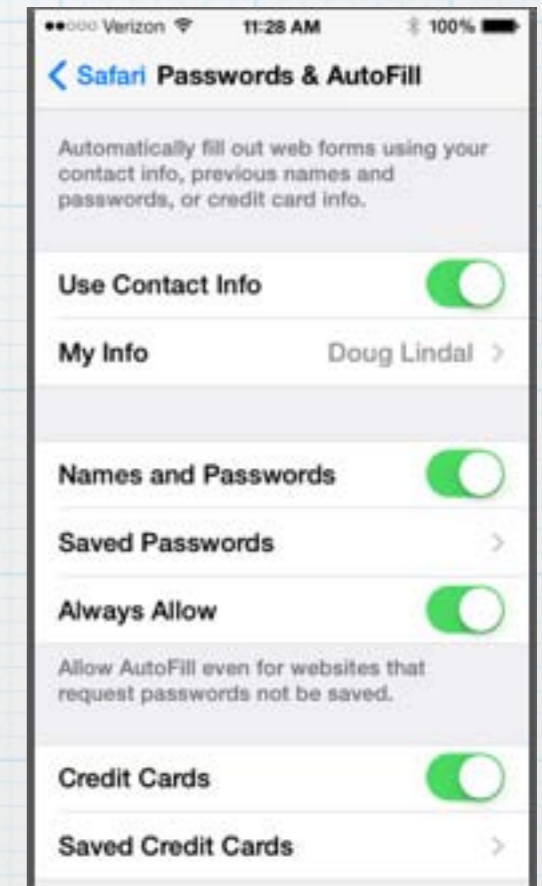 Verizon 11:28 AM 100%
Safari Passwords & AutoFill
Automatically fill out web forms using your
contact info, previous names and
passwords, or credit card info.
Use Contact Info
My Info Doug Lindal
Names and Passwords
Saved Passwords
Always Allow
Allow AutoFill even for websites that
request passwords not be saved.
Credit Cards
Saved Credit Cards